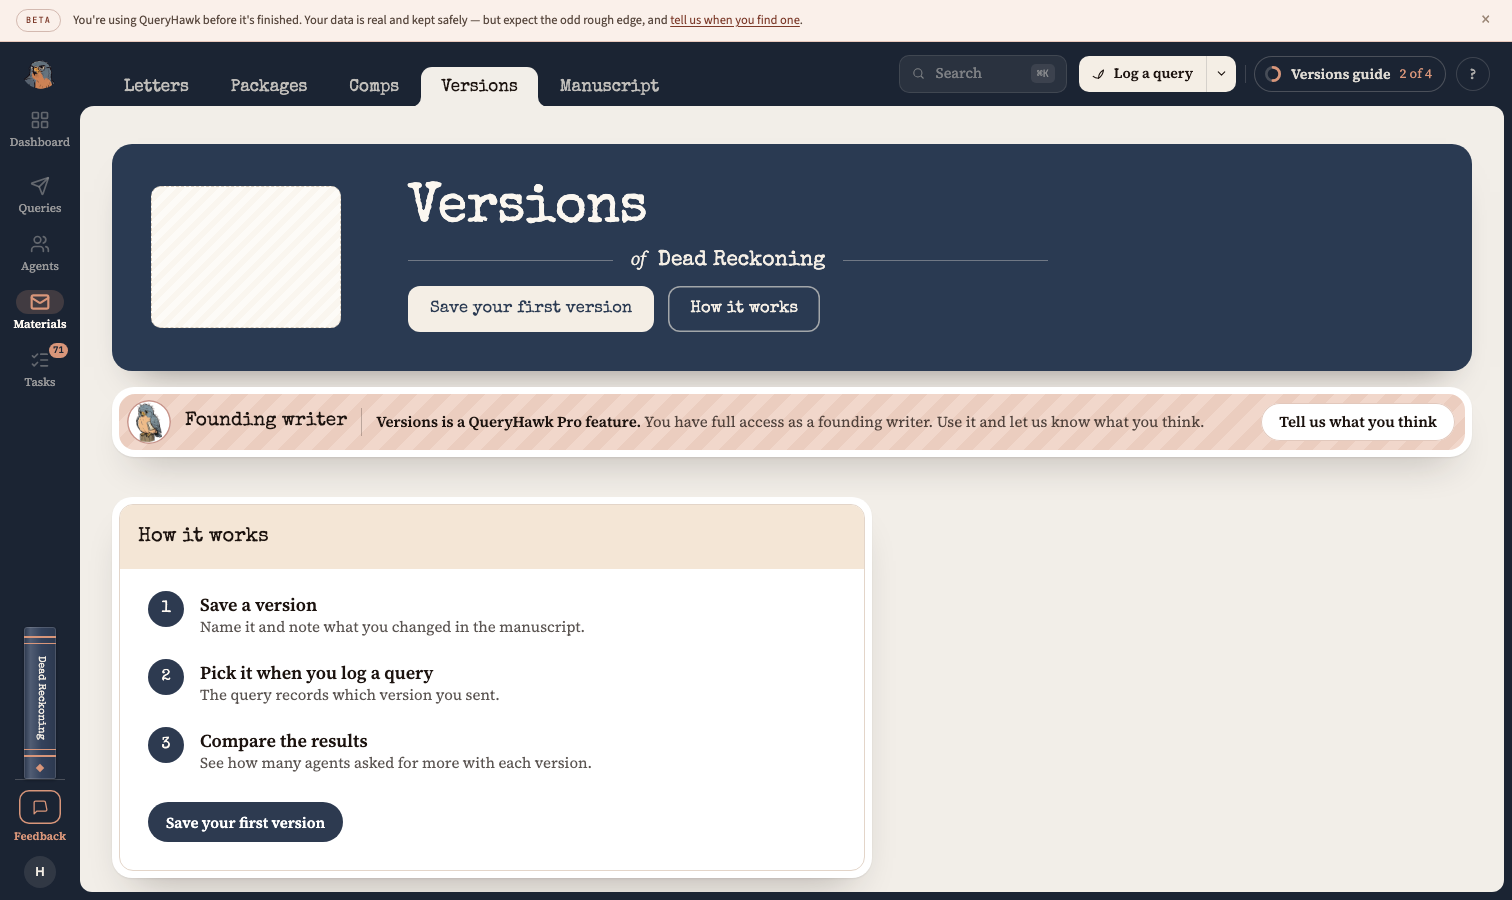 BETA
You're using QueryHawk before it's finished. Your data is real and kept safely — but expect the odd rough edge, and tell us when you find one.
×
Letters
Packages
Comps
Versions
Manuscript
Search
⌘K
Log a query
Versions guide 2 of 4
?
Dashboard
Queries
Agents
Materials
71
Tasks
Dead Reckoning
Feedback
H
Versions
of Dead Reckoning
Save your first version
How it works
Founding writer
Versions is a QueryHawk Pro feature. You have full access as a founding writer. Use it and let us know what you think.
Tell us what you think
How it works
1
Save a version
Name it and note what you changed in the manuscript.
2
Pick it when you log a query
The query records which version you sent.
3
Compare the results
See how many agents asked for more with each version.
Save your first version